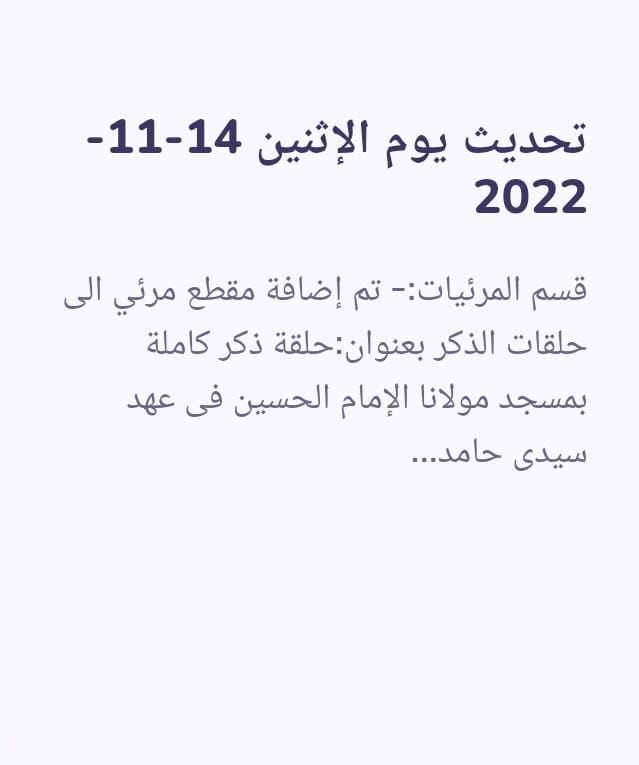 تحديث يوم الإثنين 14-11-
2022
قسم المرئيات:- تم إضافة مقطع مرئي الى
حلقات الذكر بعنوان:حلقة ذكر كاملة
بمسجد مولانا الإمام الحسين فى عهد
سيدى حامد...